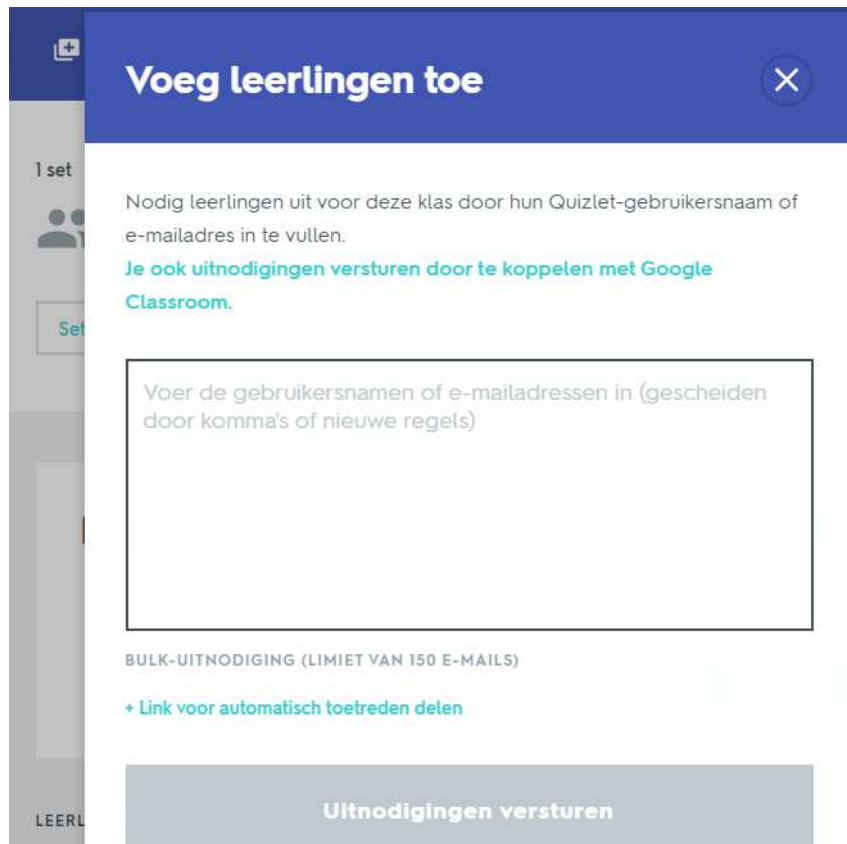 Voeg leerlingen toe
1 set
Nodig leerlingen uit voor deze klas door hun Quizlet-gebruikersnaam of
e-mailadres in te vullen.
Je ook uitnodigingen versturen door te koppelen met Google
Classroom.
Set
Voer de gebruikersnamen of e-mailadressen in (gescheiden
door komma's of nieuwe regels)
BULK-UITNODIGING (LIMIET VAN 150 E-MAILS)
+ Link voor automatisch toetreden delen
Uitnodigingen versturen
LEERL